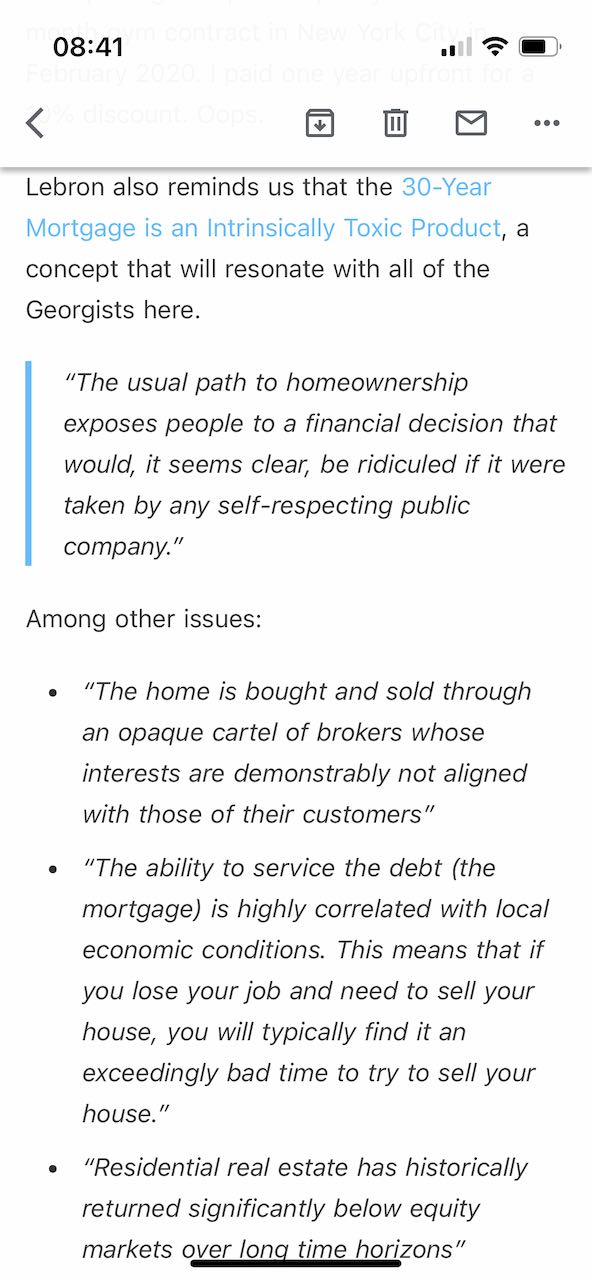 month gym contract in New York City in
08:41
February 2020. I paid one year upfront for a
% discount. Oops.
Lebron also reminds us that the 30-Year
Mortgage is an Intrinsically Toxic Product, a
concept that will resonate with all of the
Georgists here.
“The usual path to homeownership
exposes people to a financial decision that
would, it seems clear, be ridiculed if it were
taken by any self-respecting public
company.”
Among other issues:
• “The home is bought and sold through
an opaque cartel of brokers whose
interests are demonstrably not aligned
with those of their customers”
• “The ability to service the debt (the
mortgage) is highly correlated with local
economic conditions. This means that if
you lose your job and need to sell your
house, you will typically find it an
exceedingly bad time to try to sell your
house.”
• “Residential real estate has historically
returned significantly below equity
markets over long time horizons”